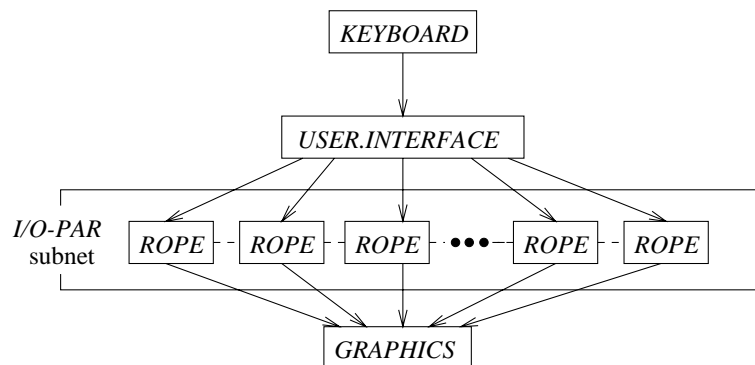 KEYBOARD
USER.INTERFACE
I/O-PAR
subnet
ROPE ROPE ROPE ROPE ROPE
GRAPHICS